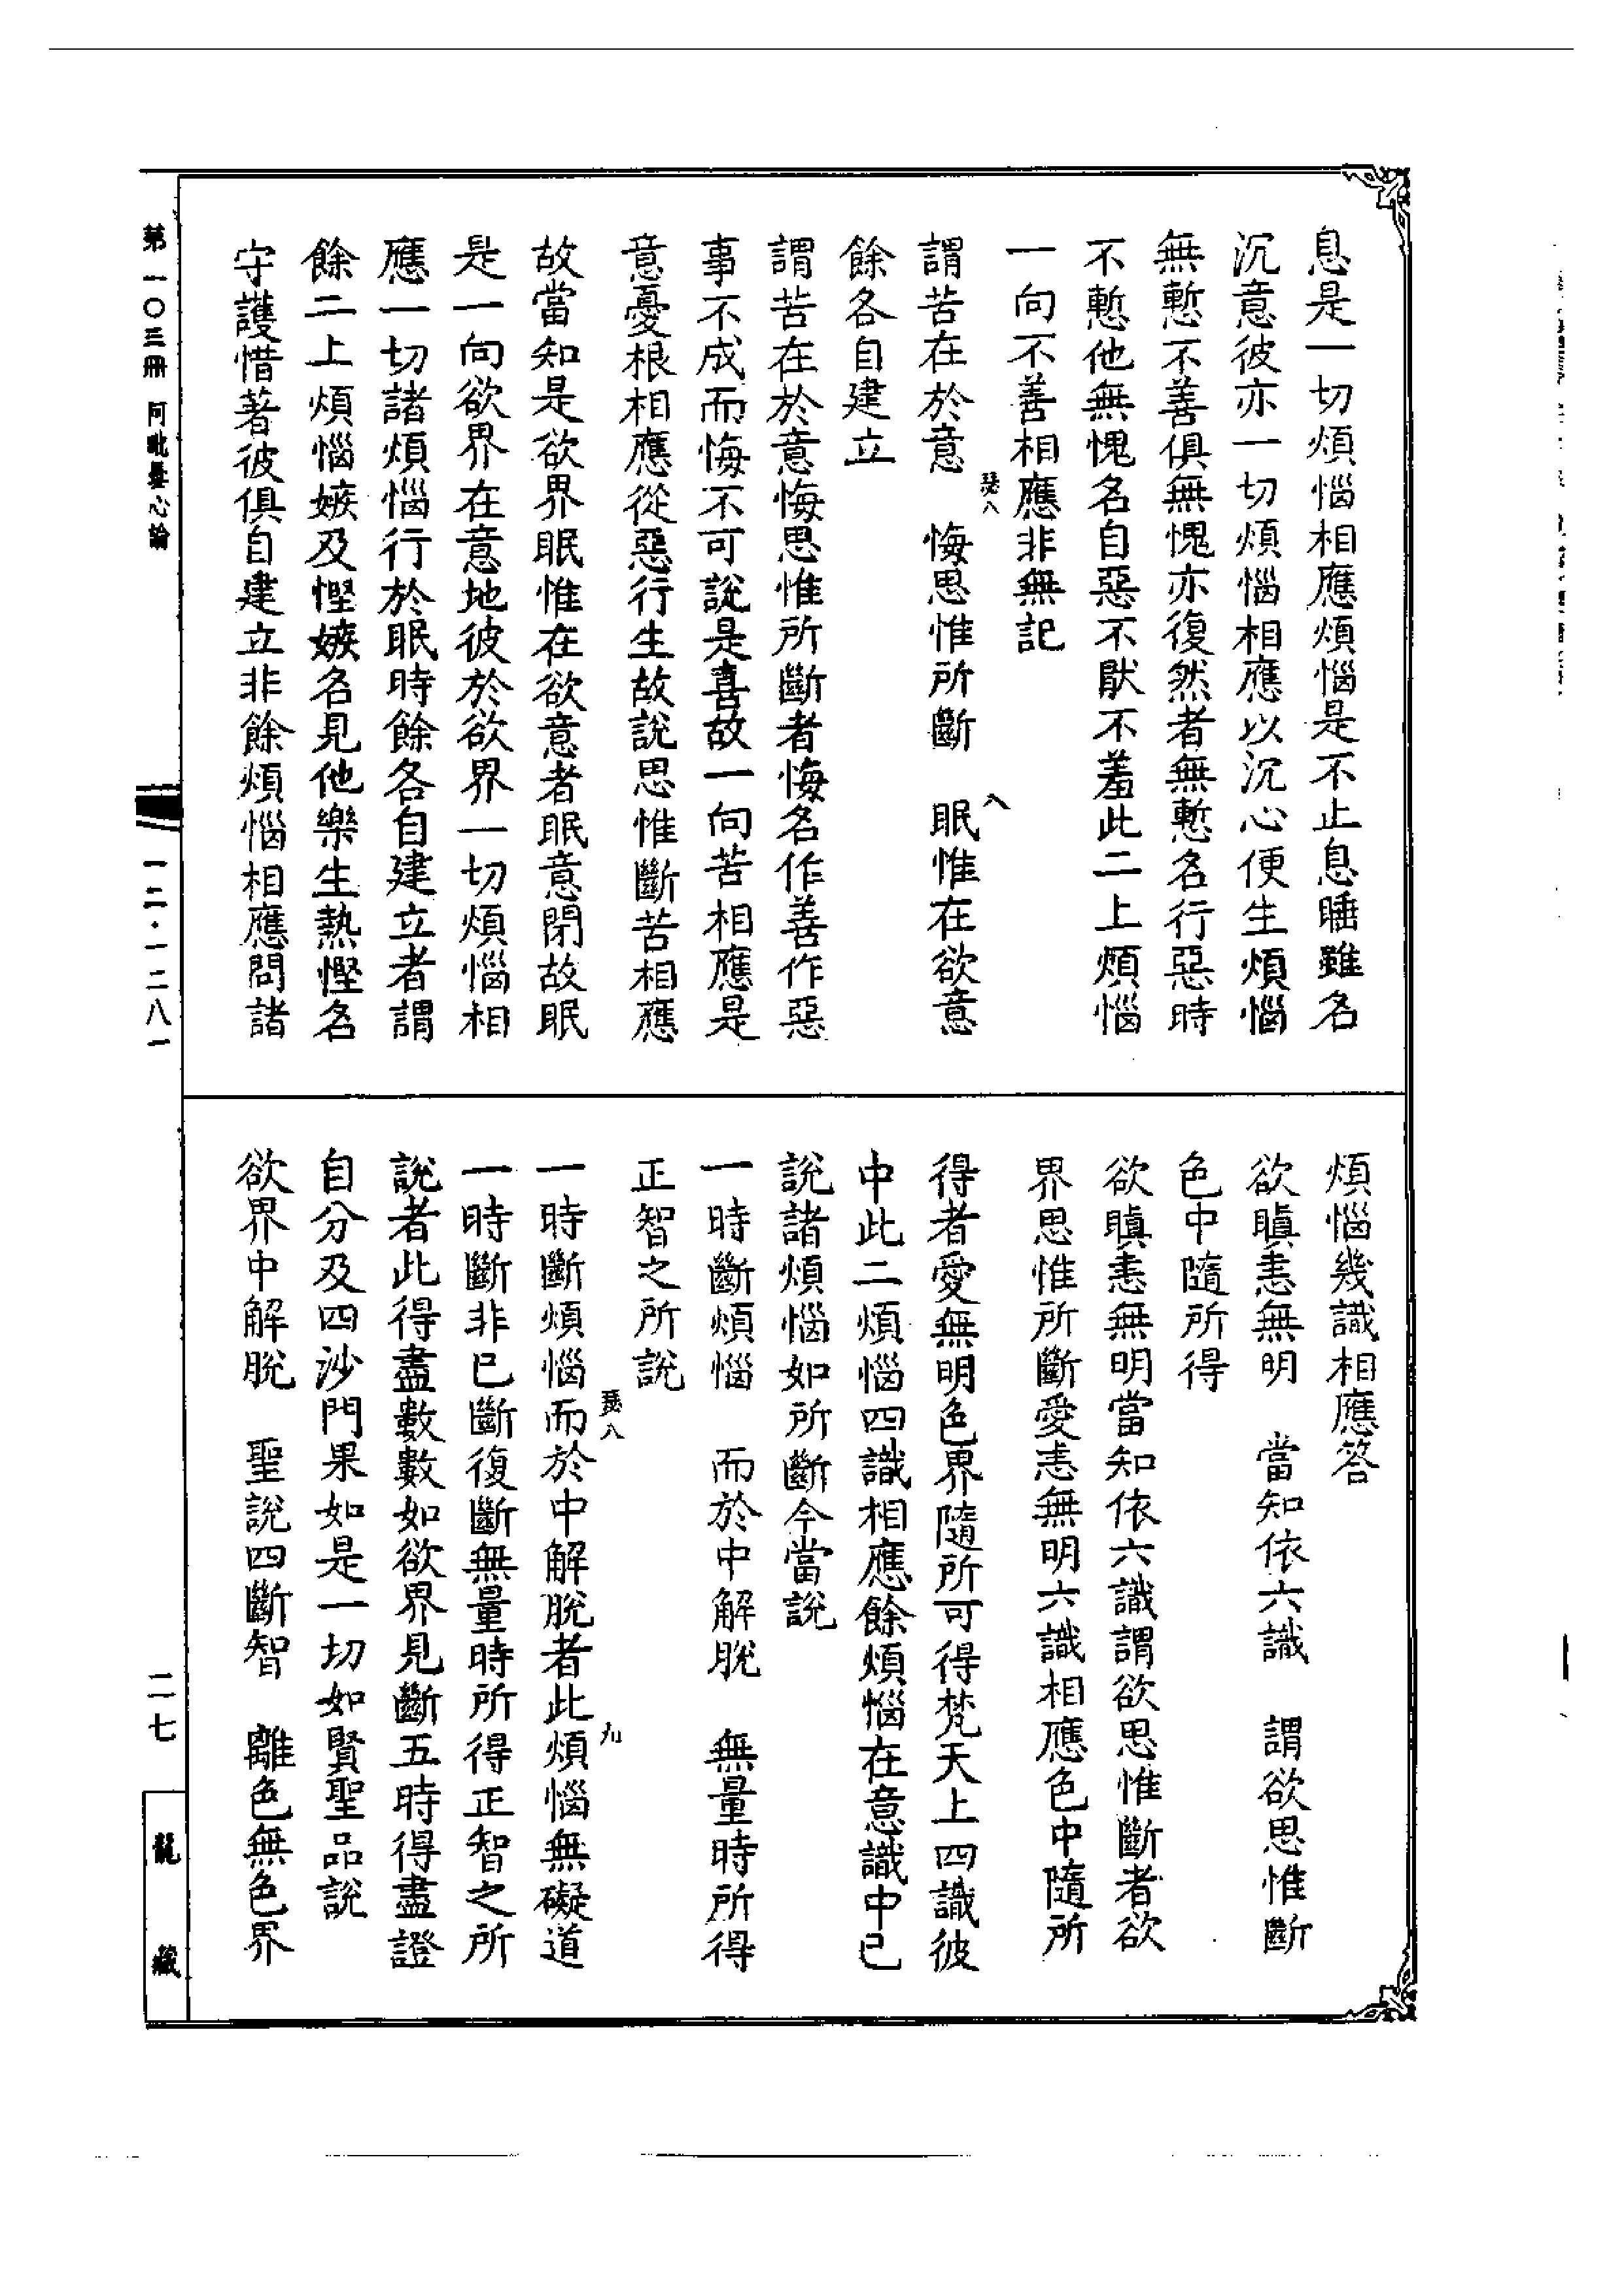 息是一切煩惱相應煩惱是不止息睡雖名
沉意彼亦一切煩惱相應以沉心便生煩惱
無慙不善俱無愧亦復然者無慙名行惡時
不慙他無愧名自惡不猒不羞此二上煩惱
一向不善相應非無記
謂苦在於意　悔思惟所斷　眠惟在欲意
餘各自建立
謂苦在於意悔思惟所斷者悔名作善作惡
事不成而悔不可說是喜故一向苦相應是
意憂根相應從惡行生故說思惟斷苦相應
故當知是欲界眠惟在欲意者眠意閉故眠
是一向欲界在意地彼於欲界一切煩惱相
應一切諸煩惱行於眠時餘各自建立者謂
餘二上煩惱嫉及慳嫉名見他樂生熱慳名
守護惜著彼俱自建立非餘煩惱相應問諸
煩惱幾識相應答
欲瞋恚無明　當知依六識　謂欲思惟斷
色中隨所得
欲瞋恚無明當知依六識謂欲思惟斷者欲
界思惟所斷愛恚無明六識相應色中隨所
得者愛無明色界隨所可得梵天上四識彼
中此二煩惱四識相應餘煩惱在意識中已
說諸煩惱如所斷今當說
一時斷煩惱　而於中解脫　無量時所得
正智之所說
一時斷煩惱而於中解脫者此煩惱無礙道
一時斷非已斷復斷無量時所得正智之所
說者此得盡數數如欲界見斷五時得盡證
自分及四沙門果如是一切如賢聖品說
欲界中解脫　聖說四斷智　離色無色界
瑟八
八
瑟八
九
第一〇三冊　阿毗曇心論
一二·一二八一
二七
龍藏